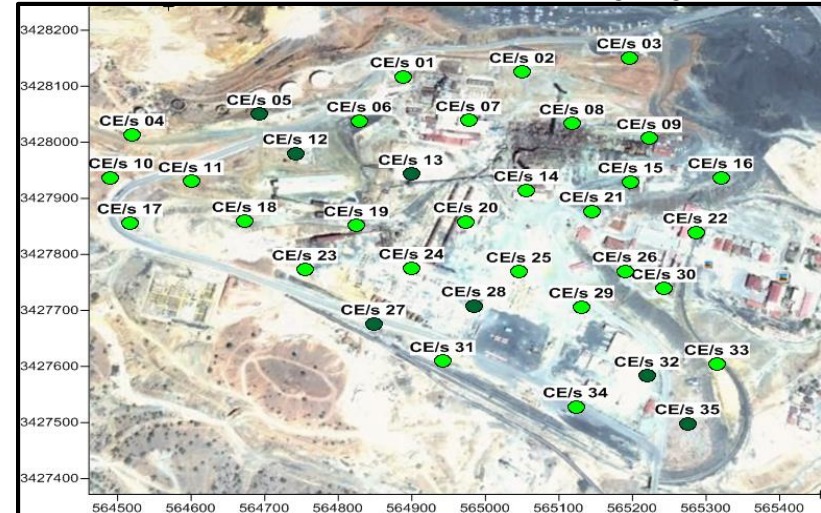 3428200
3428100
3428000
3427900
3427800
3427700
3427600
3427500
3427400
CE/s 01
CE/s 02
CE/s 03
CE/s 04
CE/s 05
CE/s 06
CE/s 07
CE/s 08
CE/s 09
CE/s 10
CE/s 11
CE/s 12
CE/s 13
CE/s 14
CE/s 15
CE/s 16
CE/s 17
CE/s 18
CE/s 19
CE/s 20
CE/s 21
CE/s 22
CE/s 23
CE/s 24
CE/s 25
CE/s 26
CE/s 27
CE/s 28
CE/s 29
CE/s 30
CE/s 31
CE/s 32
CE/s 33
CE/s 34
CE/s 35
564500 564600 564700 564800 564900 565000 565100 565200 565300 565400